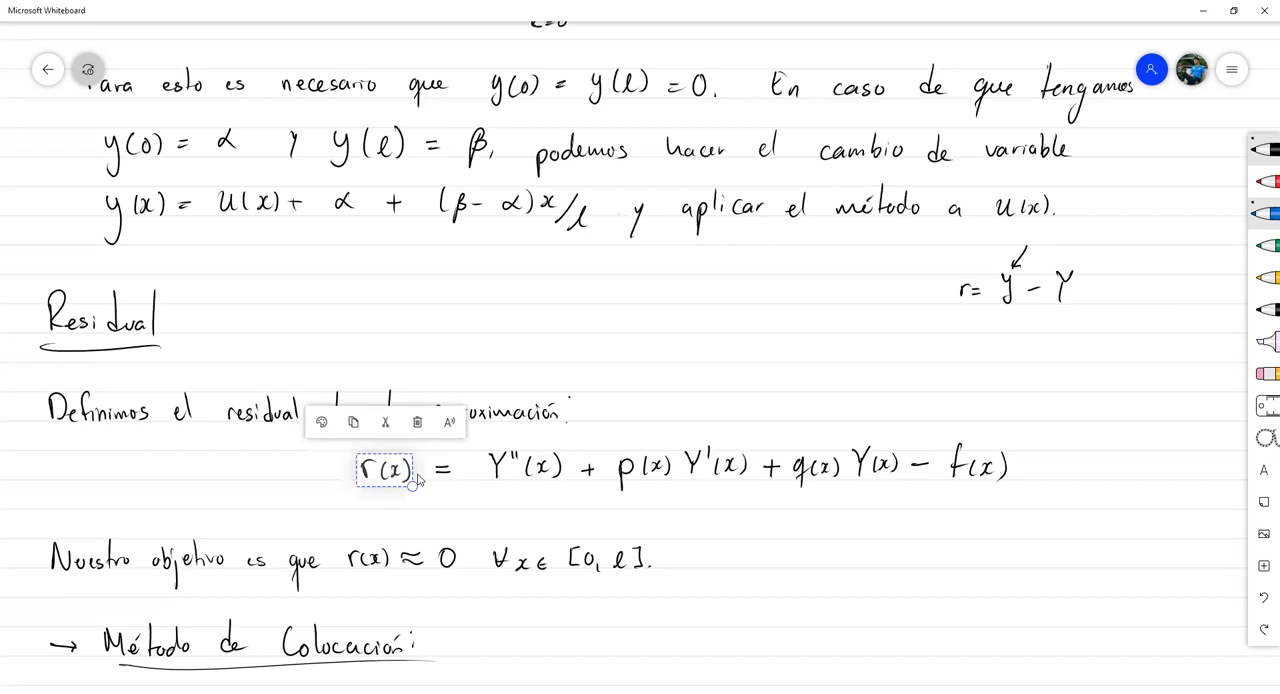 Microsoft Whiteboard
Para esto es necesario que y(0) = y(l) = 0. En caso de que tengamos
y(0) = α y y(l) = β, podemos hacer el cambio de variable
y(x) = u(x) + α + (β - α)x/l y aplicar el método a u(x).
r = y - Y
Residual
Definimos el residual
oximación:
r(x) = Y''(x) + p(x) Y'(x) + q(x) Y(x) - f(x)
Nuestro objetivo es que r(x) ≈ 0 ∀x ∈ [0, l].
→ Método de Colocación: